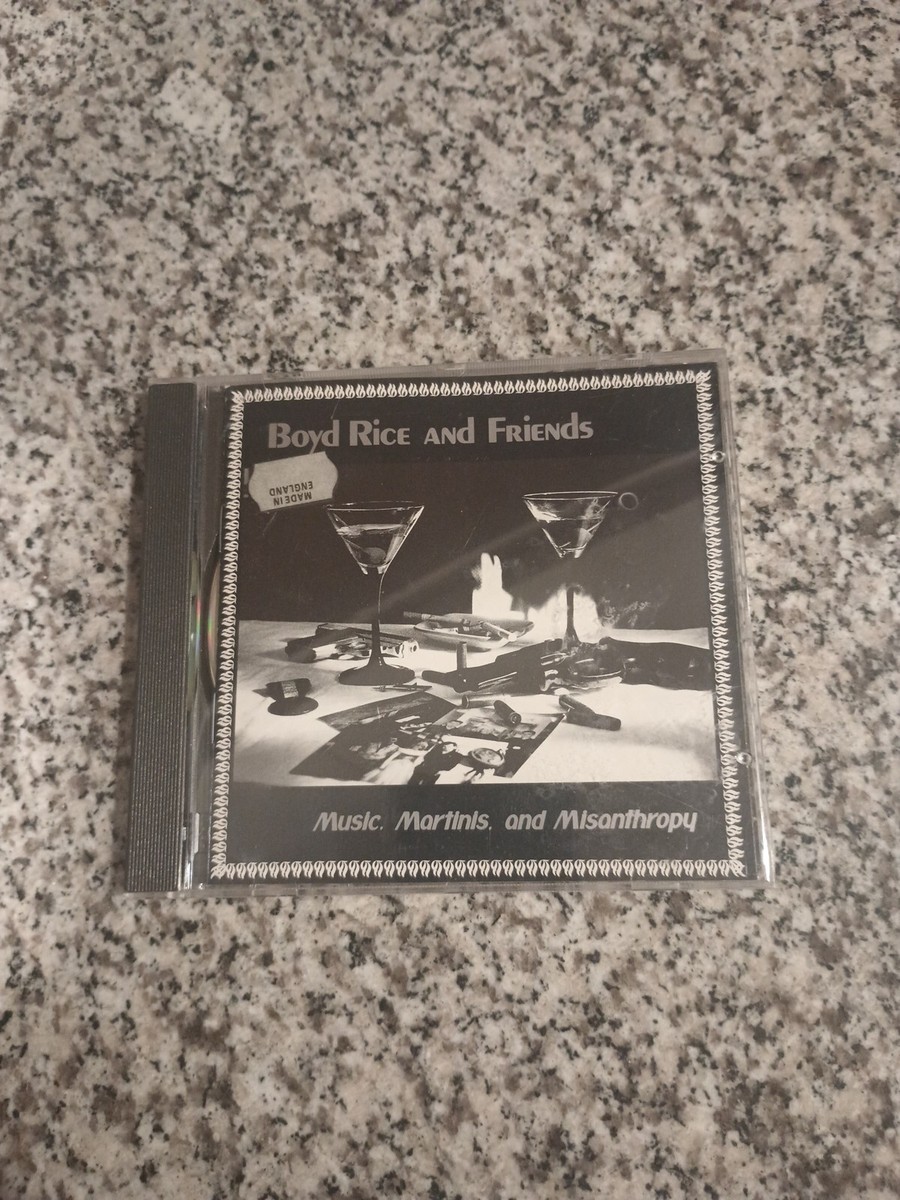 Boyd Rice and Friends
MADE IN
ENGLAND
Music, Martinis, and Misanthropy